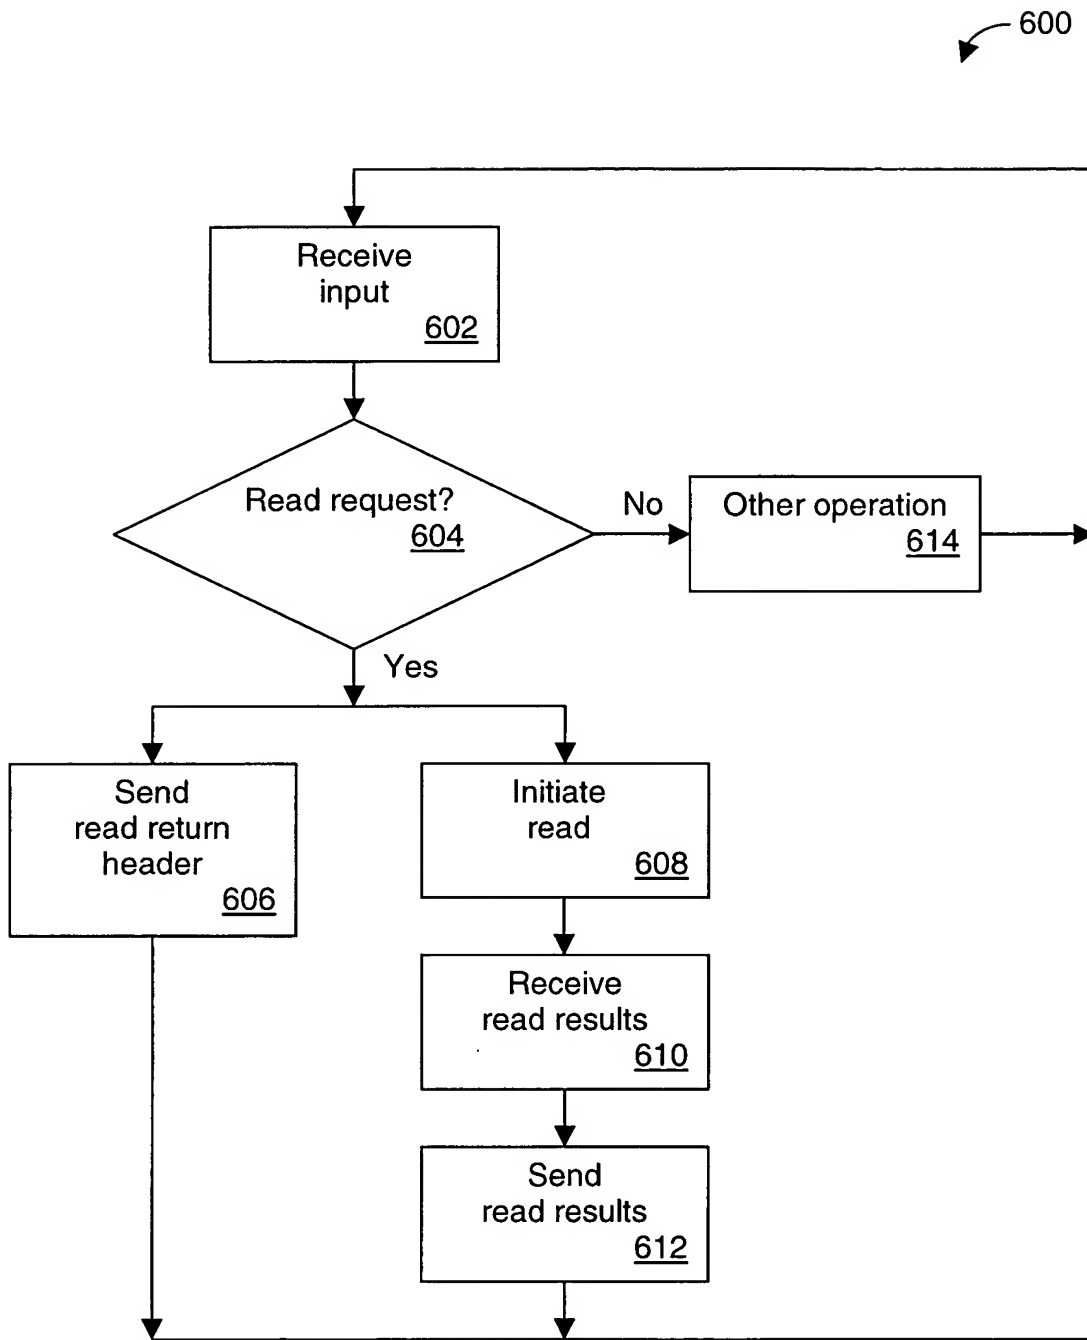 600
Receive
input
602
Read request?
604
No
Other operation
614
Yes
Send
read return
header
606
Initiate
read
608
Receive
read results
610
Send
read results
612